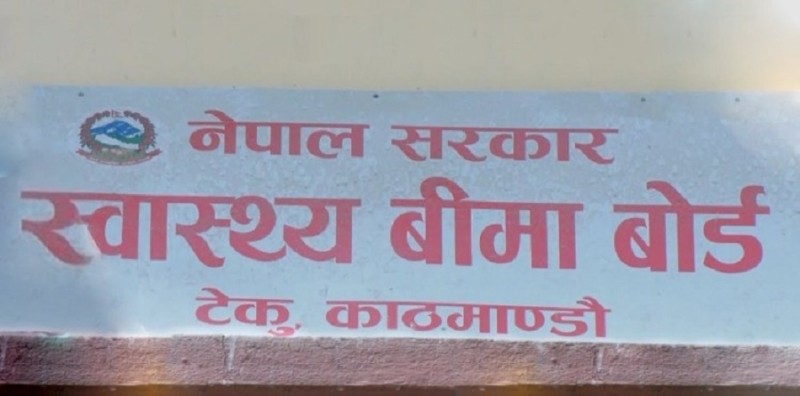 नेपाल सरकार
स्वास्थ्य बीमा बोर्ड
टेकु, काठमाण्डौ